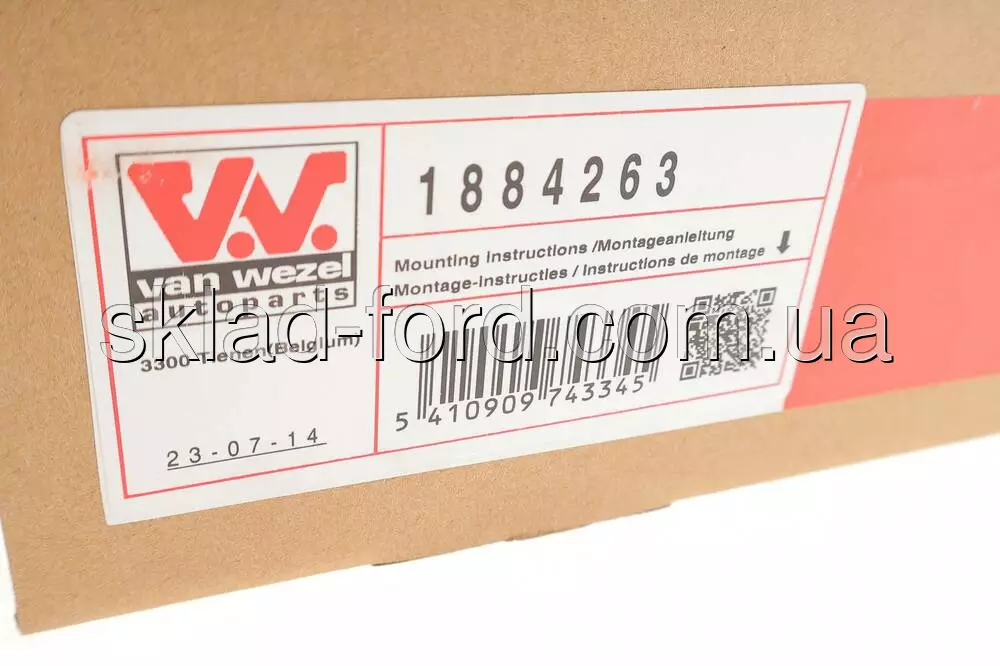 V.V.
van wezel
autoparts
3300-Tienen(Belgium)
23-07-14
1884263
Mounting instructions /Montageanleitung
Montage-instructies / Instructions de montage
5 410909 743345
sklad-ford.com.ua